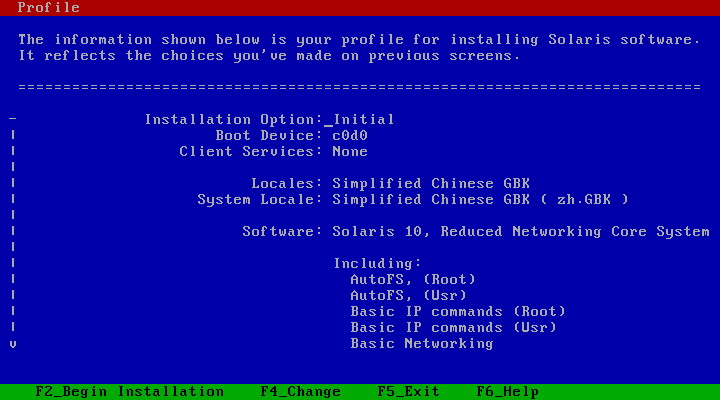 Profile
The information shown below is your profile for installing Solaris software.
It reflects the choices you've made on previous screens.
============================================================================
- Installation Option:_Initial
| Boot Device: c0d0
| Client Services: None
|
| Locales: Simplified Chinese GBK
| System Locale: Simplified Chinese GBK ( zh.GBK )
|
| Software: Solaris 10, Reduced Networking Core System
|
| Including:
| AutoFS, (Root)
| AutoFS, (Usr)
| Basic IP commands (Root)
| Basic IP commands (Usr)
v Basic Networking
F2_Begin Installation F4_Change F5_Exit F6_Help